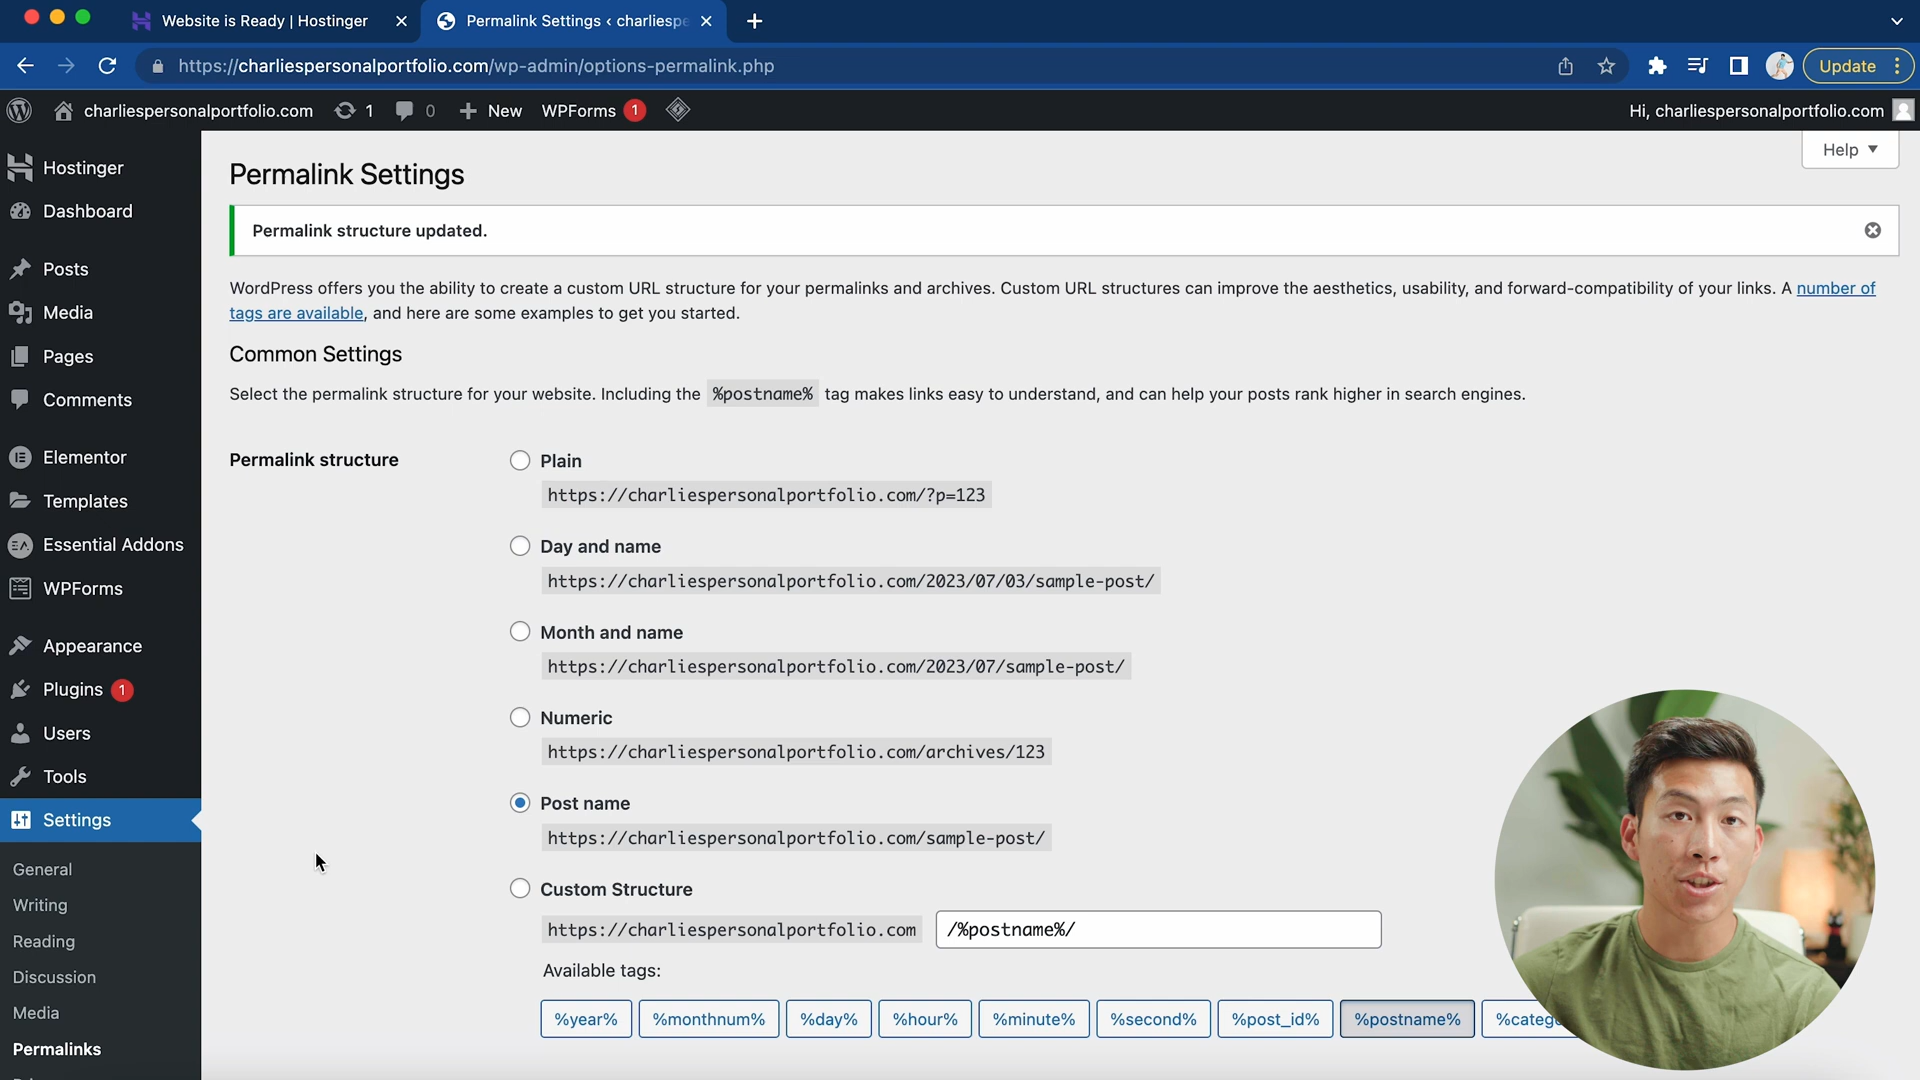 Website is Ready | Hostinger
Permalink Settings ‹ charliespe
https://charliespersonalportfolio.com/wp-admin/options-permalink.php
Update
charliespersonalportfolio.com
1
0
New
WPForms 1
Hi, charliespersonalportfolio.com
Hostinger
Dashboard
Posts
Media
Pages
Comments
Elementor
Templates
Essential Addons
WPForms
Appearance
Plugins 1
Users
Tools
Settings
General
Writing
Reading
Discussion
Media
Permalinks
Help
Permalink Settings
Permalink structure updated.
WordPress offers you the ability to create a custom URL structure for your permalinks and archives. Custom URL structures can improve the aesthetics, usability, and forward-compatibility of your links. A number of
tags are available, and here are some examples to get you started.
Common Settings
Select the permalink structure for your website. Including the %postname% tag makes links easy to understand, and can help your posts rank higher in search engines.
Permalink structure
Plain
https://charliespersonalportfolio.com/?p=123
Day and name
https://charliespersonalportfolio.com/2023/07/03/sample-post/
Month and name
https://charliespersonalportfolio.com/2023/07/sample-post/
Numeric
https://charliespersonalportfolio.com/archives/123
Post name
https://charliespersonalportfolio.com/sample-post/
Custom Structure
https://charliespersonalportfolio.com /%postname%/
Available tags:
%year% %monthnum% %day% %hour% %minute% %second% %post_id% %postname%